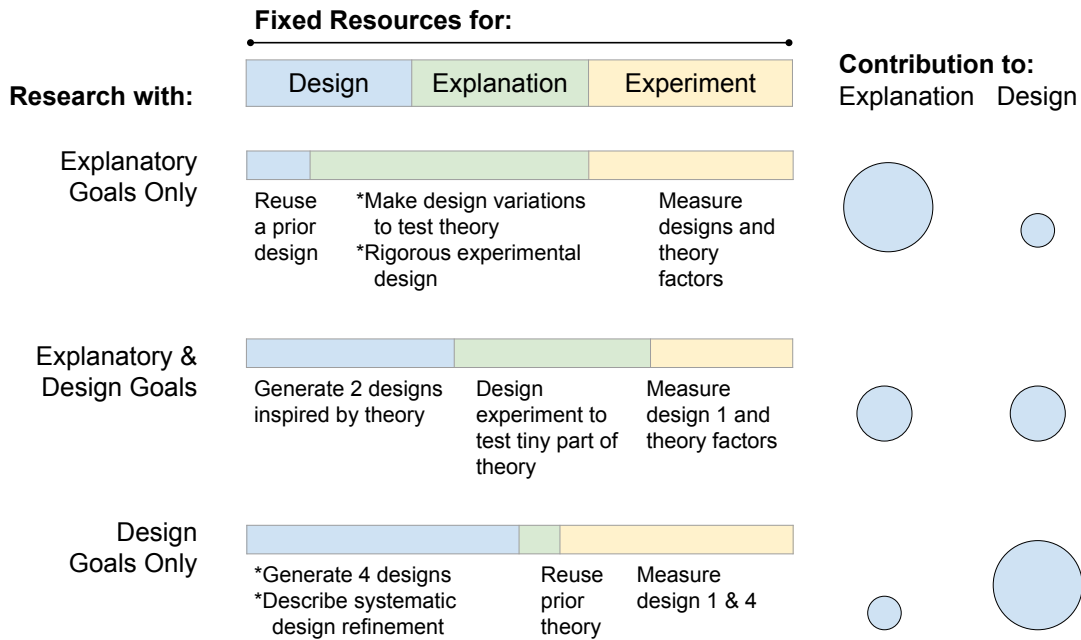 Fixed Resources for:
Design Explanation Experiment
Contribution to:
Research with:
Explanation Design
Explanatory
Goals Only
Reuse
a prior
design
*Make design variations
to test theory
*Rigorous experimental
design
Measure
designs and
theory
factors
Explanatory &
Design Goals
Generate 2 designs
inspired by theory
Design
experiment to
test tiny part of
theory
Measure
design 1 and
theory factors
Design
Goals Only
*Generate 4 designs
*Describe systematic
design refinement
Reuse
prior
theory
Measure
design 1 & 4